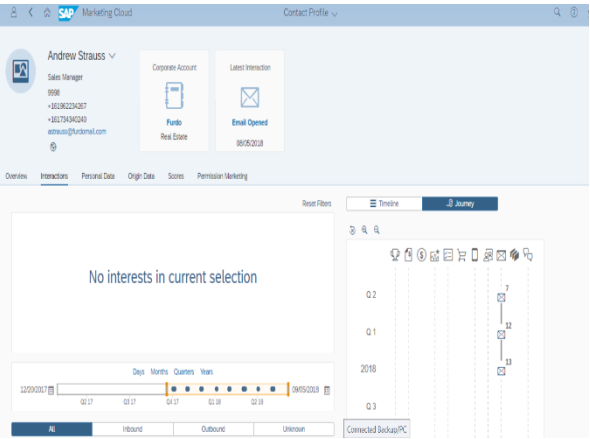 SAP Marketing Cloud
Contact Profile
Andrew Strauss
Sales Manager
9998
+161962234267
+161734340240
astrauss@furdomail.com
Corporate Account
Furdo
Real Estate
Latest Interaction
Email Opened
08/05/2018
Overview Interactions Personal Data Origin Data Scores Permission Marketing
Reset Filters
No interests in current selection
Days Months Quarters Years
12/20/2017
09/05/2018
Q2 17 Q3 17 Q4 17 Q1 18 Q2 18
All Inbound Outbound Unknown
Timeline Journey
Q 2
7
Q 1
12
2018
13
Q 3
Connected Backup/PC